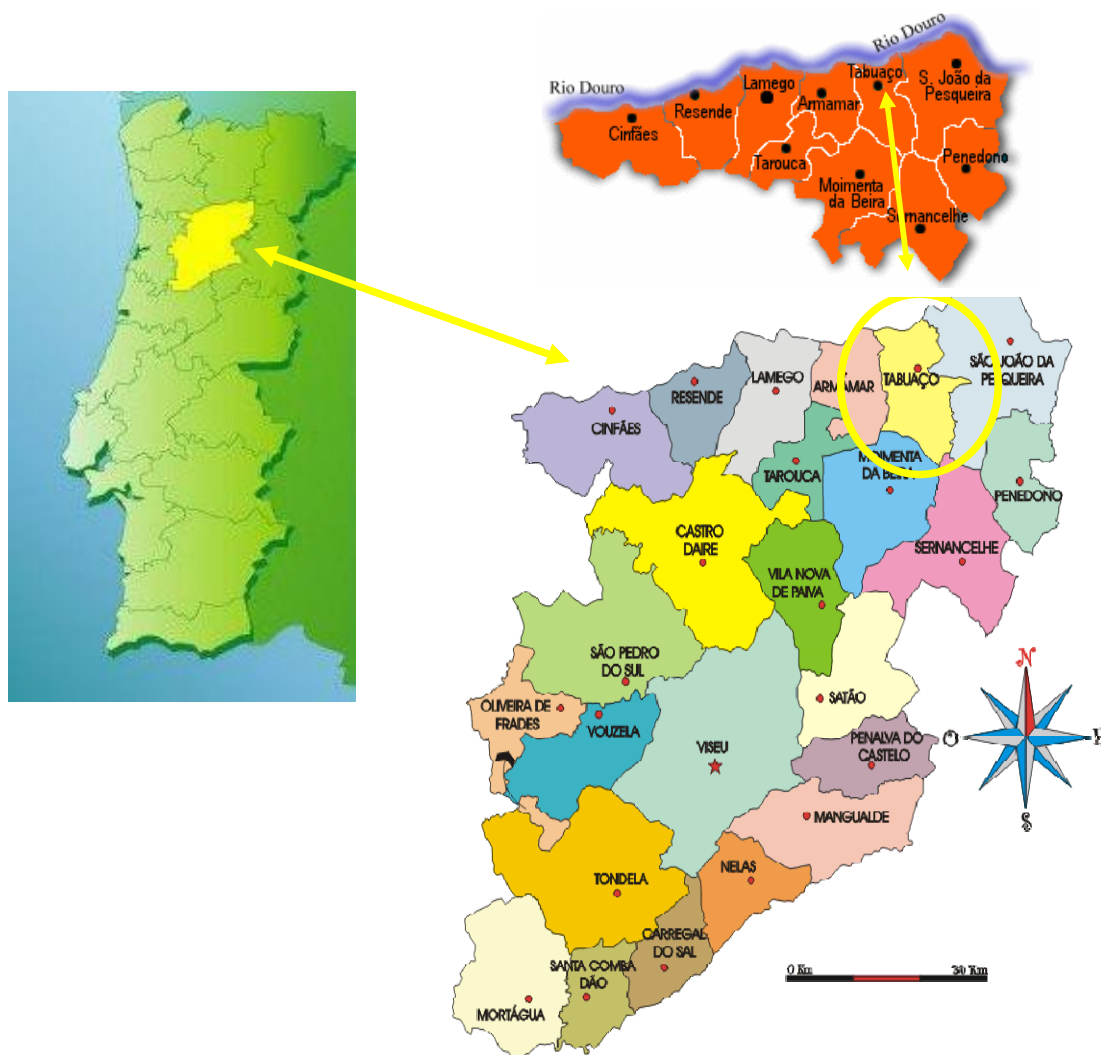 Rio Douro
Rio Douro
Tabuaço
S. João da
Pesqueira
Lamego
Resende
Armamar
Cinfães
Tarouca
Penedono
Moimenta
da Beira
Sernancelhe
LAMEGO
RESENDE
ARMAMAR
TABUAÇO
SÃO JOÃO DA
PESQUEIRA
CINFÃES
TAROUCA
MOIMENTA
DA BEIRA
PENEDONO
CASTRO
DAIRE
SERNANCELHE
VILA NOVA
DE PAIVA
SÃO PEDRO
DO SUL
SATÃO
OLIVEIRA DE
FRADES
VOUZELA
VISEU
PENALVA DO
CASTELO
N
O
S
MANGUALDE
TONDELA
NELAS
CARREGAL
DO SAL
SANTA COMBA
DÃO
MORTÁGUA
0 Km